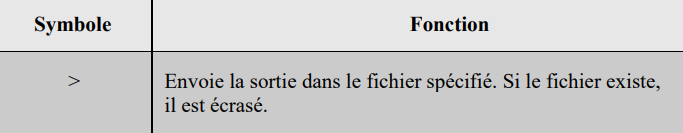 Symbole Fonction
> Envoie la sortie dans le fichier spécifié. Si le fichier existe,
il est écrasé.